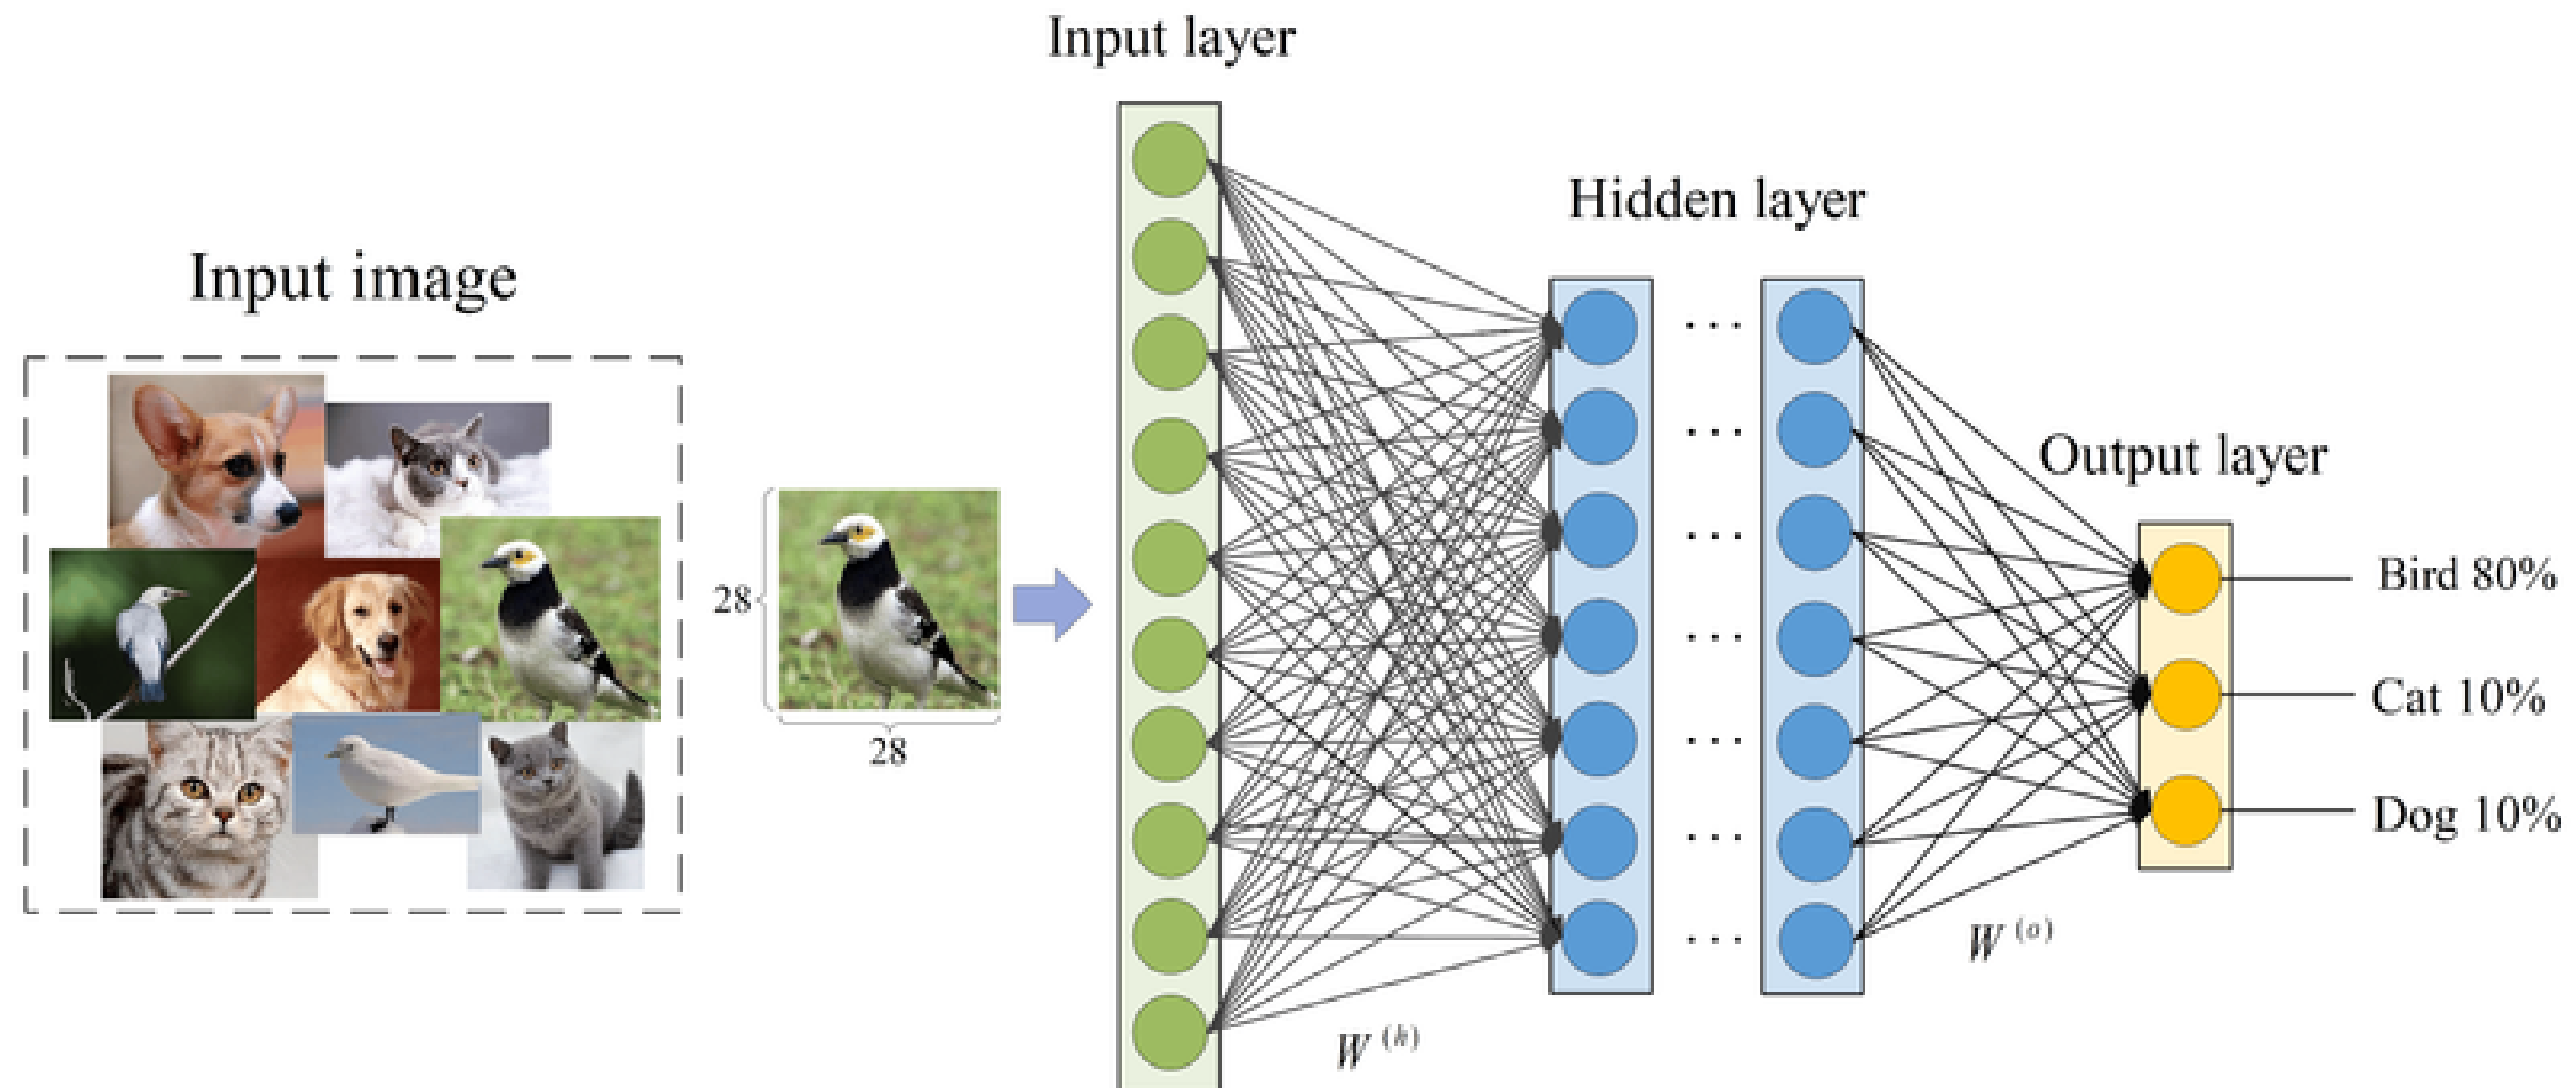 Input layer
Hidden layer
Input image
Output layer
28
28
Bird 80%
Cat 10%
Dog 10%
...
...
...
...
...
...
...
W (o)
W (h)